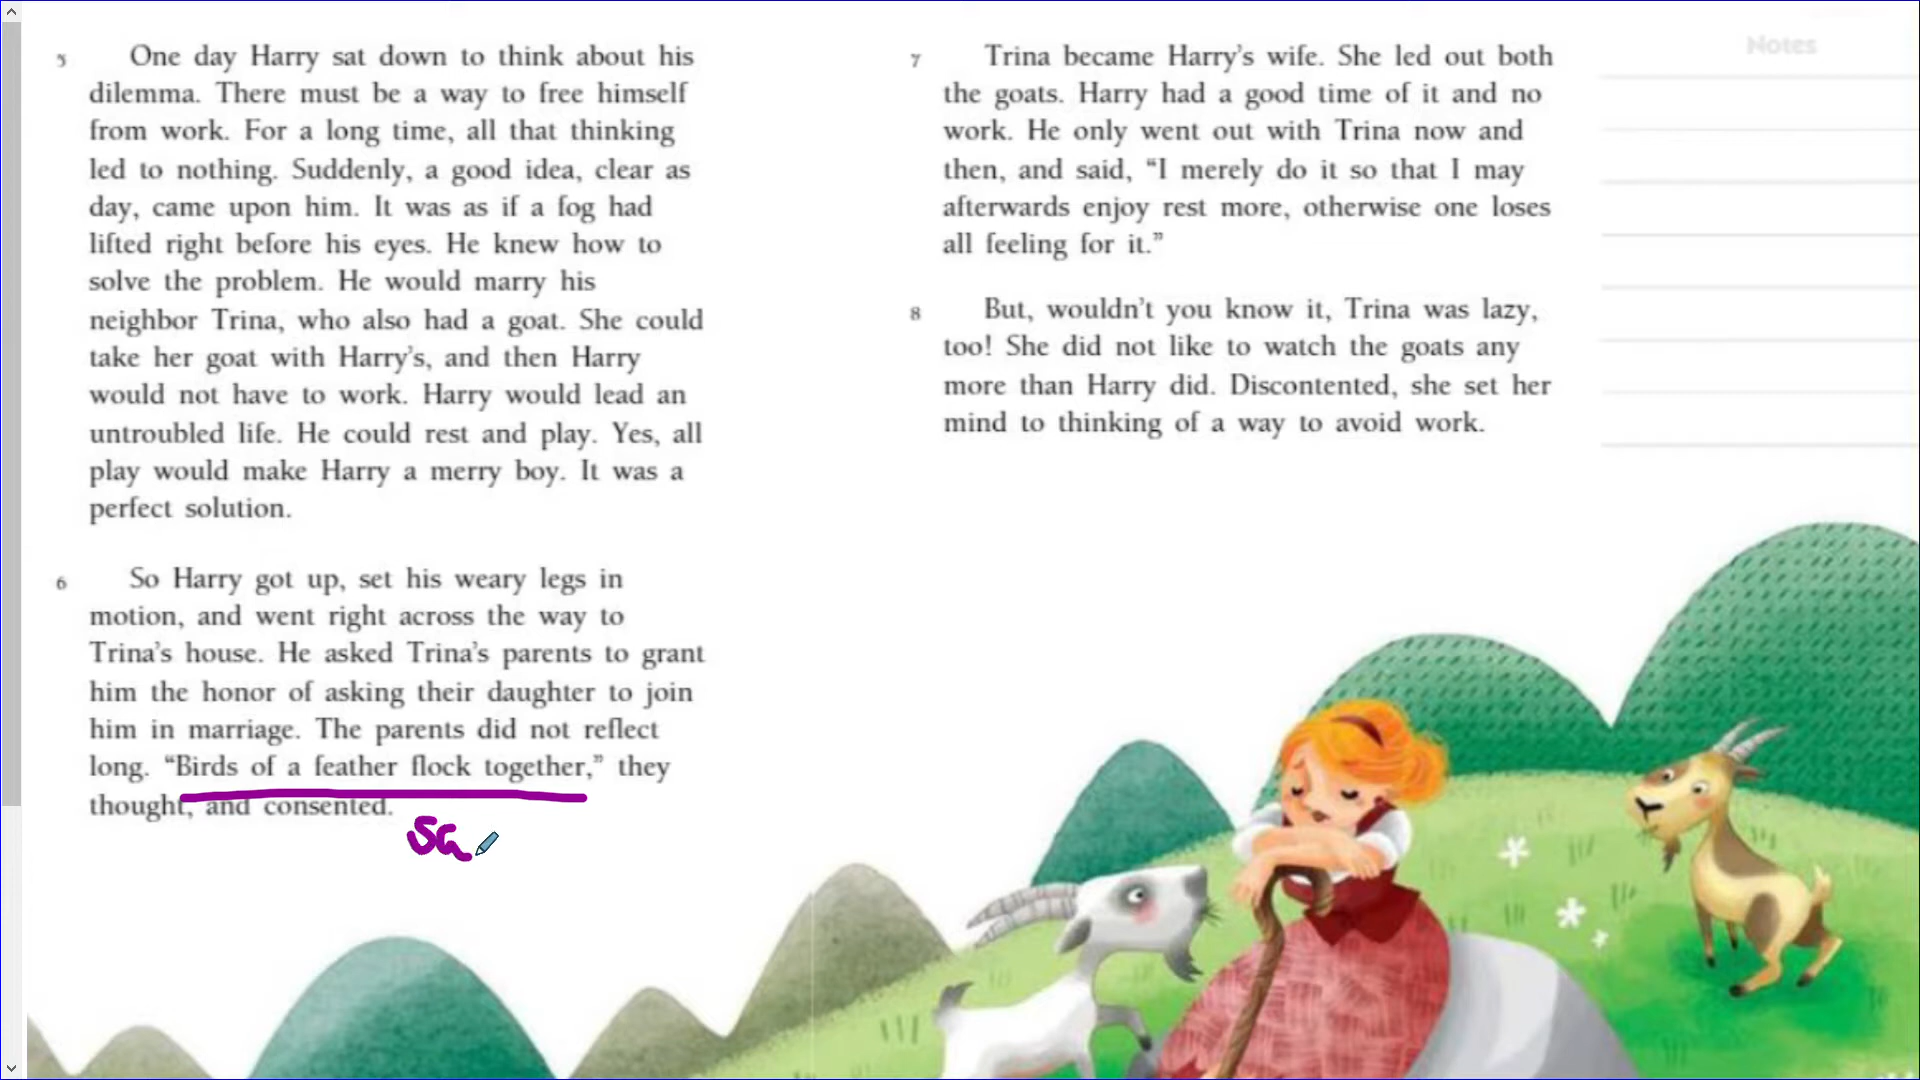 5 One day Harry sat down to think about his
dilemma. There must be a way to free himself
from work. For a long time, all that thinking
led to nothing. Suddenly, a good idea, clear as
day, came upon him. It was as if a fog had
lifted right before his eyes. He knew how to
solve the problem. He would marry his
neighbor Trina, who also had a goat. She could
take her goat with Harry’s, and then Harry
would not have to work. Harry would lead an
untroubled life. He could rest and play. Yes, all
play would make Harry a merry boy. It was a
perfect solution.
6 So Harry got up, set his weary legs in
motion, and went right across the way to
Trina’s house. He asked Trina’s parents to grant
him the honor of asking their daughter to join
him in marriage. The parents did not reflect
long. “Birds of a feather flock together,” they
thought, and consented.
Sa
7 Trina became Harry’s wife. She led out both
the goats. Harry had a good time of it and no
work. He only went out with Trina now and
then, and said, “I merely do it so that I may
afterwards enjoy rest more, otherwise one loses
all feeling for it.”
8 But, wouldn’t you know it, Trina was lazy,
too! She did not like to watch the goats any
more than Harry did. Discontented, she set her
mind to thinking of a way to avoid work.
Notes